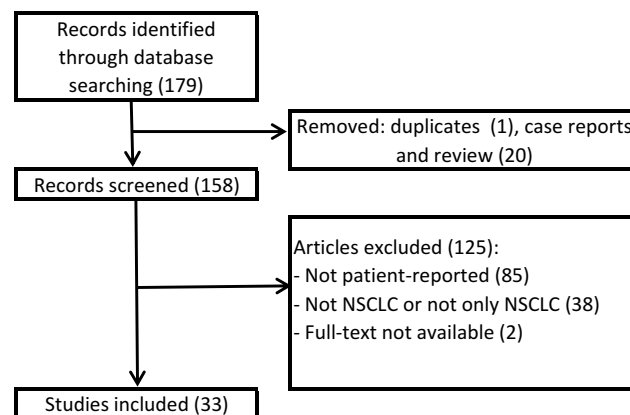 Records identified
through database
searching (179)
Removed: duplicates (1), case reports
and review (20)
Records screened (158)
Articles excluded (125):
- Not patient-reported (85)
- Not NSCLC or not only NSCLC (38)
- Full-text not available (2)
Studies included (33)